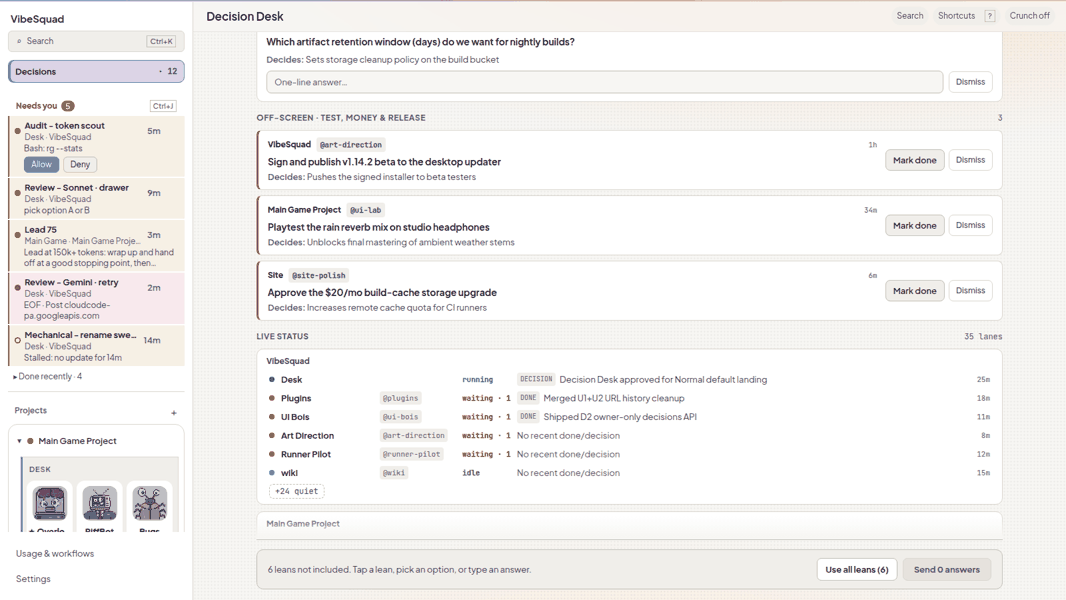 VibeSquad
Search Ctrl+K
Decisions · 12
Needs you 5 Ctrl+J
Audit – token scout 5m
Desk · VibeSquad
Bash: rg --stats
Allow Deny
Review – Sonnet · drawer 9m
Desk · VibeSquad
pick option A or B
Lead 75 3m
Main Game · Main Game Proje…
Lead at 150k+ tokens: wrap up and hand
off at a good stopping point, then…
Review – Gemini · retry 2m
Desk · VibeSquad
EOF · Post cloudcode-
pa.googleapis.com
Mechanical – rename swe… 14m
Desk · VibeSquad
Stalled: no update for 14m
▸ Done recently · 4
Projects +
▾ Main Game Project
DESK
Usage & workflows
Settings
Decision Desk
Search Shortcuts ? Crunch off
Which artifact retention window (days) do we want for nightly builds?
Decides: Sets storage cleanup policy on the build bucket
One-line answer… Dismiss
OFF-SCREEN · TEST, MONEY & RELEASE 3
VibeSquad @art-direction 1h
Sign and publish v1.14.2 beta to the desktop updater
Decides: Pushes the signed installer to beta testers
Mark done Dismiss
Main Game Project @ui-lab 34m
Playtest the rain reverb mix on studio headphones
Decides: Unblocks final mastering of ambient weather stems
Mark done Dismiss
Site @site-polish 6m
Approve the $20/mo build-cache storage upgrade
Decides: Increases remote cache quota for CI runners
Mark done Dismiss
LIVE STATUS 35 lanes
VibeSquad
Desk running DECISION Decision Desk approved for Normal default landing 25m
Plugins @plugins waiting · 1 DONE Merged U1+U2 URL history cleanup 18m
UI Bois @ui-bois waiting · 1 DONE Shipped D2 owner-only decisions API 11m
Art Direction @art-direction waiting · 1 No recent done/decision 8m
Runner Pilot @runner-pilot waiting · 1 No recent done/decision 12m
wiki @wiki idle No recent done/decision 15m
+24 quiet
Main Game Project
6 leans not included. Tap a lean, pick an option, or type an answer.
Use all leans (6) Send 0 answers